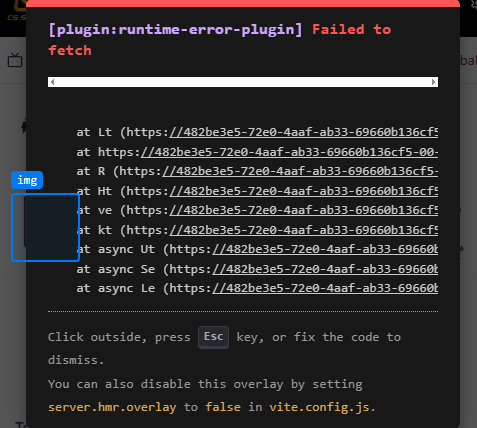 CS S
[plugin:runtime-error-plugin] Failed to
fetch
at Lt (https://482be3e5-72e0-4aaf-ab33-69660b136cf5
at https://482be3e5-72e0-4aaf-ab33-69660b136cf5-00-
at R (https://482be3e5-72e0-4aaf-ab33-69660b136cf5-
at Ht (https://482be3e5-72e0-4aaf-ab33-69660b136cf5
img
at ve (https://482be3e5-72e0-4aaf-ab33-69660b136cf5
at kt (https://482be3e5-72e0-4aaf-ab33-69660b136cf5
at async Ut (https://482be3e5-72e0-4aaf-ab33-69660b
at async Se (https://482be3e5-72e0-4aaf-ab33-69660b
at async Le (https://482be3e5-72e0-4aaf-ab33-69660b
Click outside, press Esc key, or fix the code to
dismiss.
You can also disable this overlay by setting
server.hmr.overlay to false in vite.config.js.